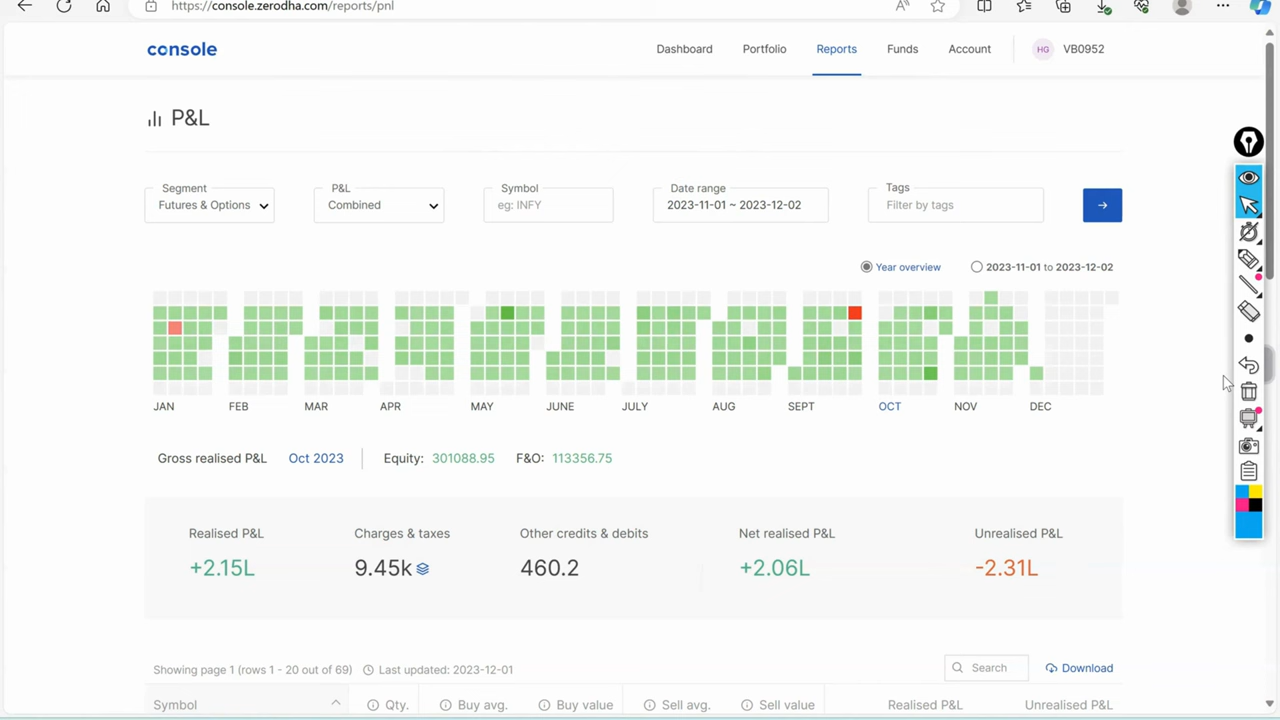 https://console.zerodha.com/reports/pnl
console
Dashboard Portfolio Reports Funds Account HG VB0952
P&L
Segment P&L Symbol Date range Tags
Futures & Options Combined eg: INFY 2023-11-01 ~ 2023-12-02 Filter by tags
Year overview 2023-11-01 to 2023-12-02
JAN FEB MAR APR MAY JUNE JULY AUG SEPT OCT NOV DEC
Gross realised P&L Oct 2023 Equity: 301088.95 F&O: 113356.75
Realised P&L Charges & taxes Other credits & debits Net realised P&L Unrealised P&L
+2.15L 9.45k 460.2 +2.06L -2.31L
Showing page 1 (rows 1 - 20 out of 69) Last updated: 2023-12-01 Search Download
Symbol Qty. Buy avg. Buy value Sell avg. Sell value Realised P&L Unrealised P&L